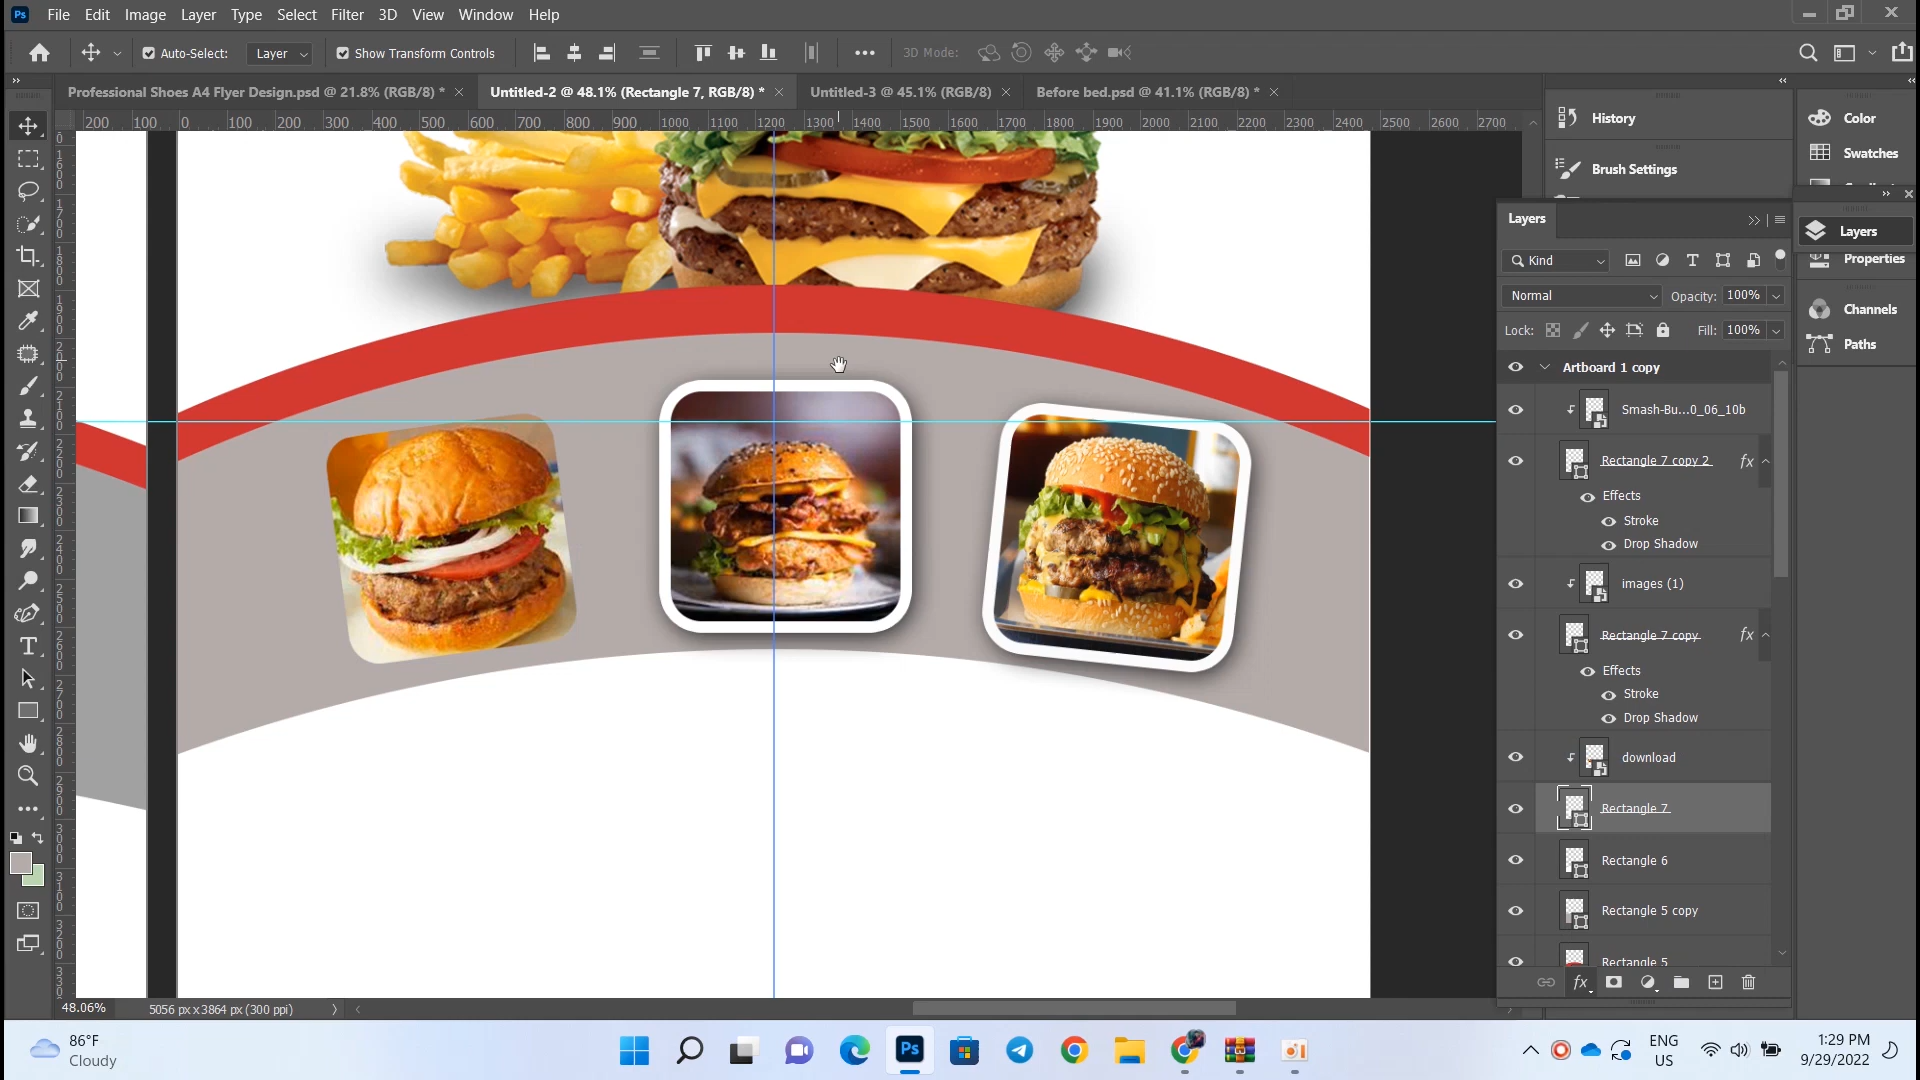 Ps File Edit Image Layer Type Select Filter 3D View Window Help
Auto-Select: Layer Show Transform Controls 3D Mode:
Professional Shoes A4 Flyer Design.psd @ 21.8% (RGB/8) * Untitled-2 @ 48.1% (Rectangle 7, RGB/8) * Untitled-3 @ 45.1% (RGB/8) Before bed.psd @ 41.1% (RGB/8) *
200 100 0 100 200 300 400 500 600 700 800 900 1000 1100 1200 1300 1400 1500 1600 1700 1800 1900 2000 2100 2200 2300 2400 2500 2600 2700
History
Brush Settings
Color
Swatches
Layers
Properties
Channels
Paths
Layers
Kind
Normal Opacity: 100%
Lock: Fill: 100%
Artboard 1 copy
Smash-Bu...0_06_10b
Rectangle 7 copy 2 fx
Effects
Stroke
Drop Shadow
images (1)
Rectangle 7 copy fx
Effects
Stroke
Drop Shadow
download
Rectangle 7
Rectangle 6
Rectangle 5 copy
Rectangle 5
fx
48.06% 5056 px x 3864 px (300 ppi)
86°F
Cloudy
Ps
ENG
US
1:29 PM
9/29/2022